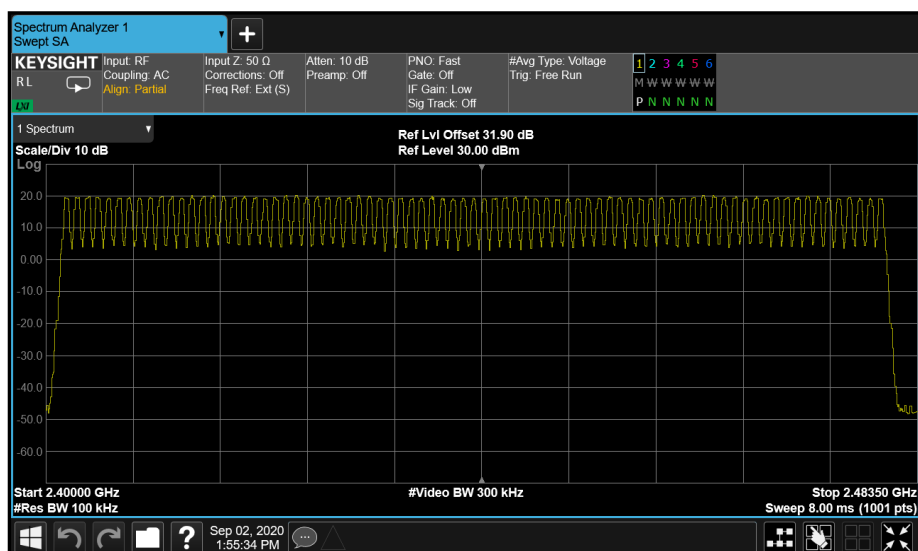 Spectrum Analyzer 1
Swept SA
KEYSIGHT
RL
LXI
Input: RF
Coupling: AC
Align: Partial
Input Z: 50 Ω
Corrections: Off
Freq Ref: Ext (S)
Atten: 10 dB
Preamp: Off
PNO: Fast
Gate: Off
IF Gain: Low
Sig Track: Off
#Avg Type: Voltage
Trig: Free Run
1 2 3 4 5 6
M W W W W W
P N N N N N
1 Spectrum
Scale/Div 10 dB
Ref Lvl Offset 31.90 dB
Ref Level 30.00 dBm
Log
20.0
10.0
0.00
-10.0
-20.0
-30.0
-40.0
-50.0
-60.0
Start 2.40000 GHz
#Video BW 300 kHz
Stop 2.48350 GHz
#Res BW 100 kHz
Sweep 8.00 ms (1001 pts)
?
Sep 02, 2020
1:55:34 PM